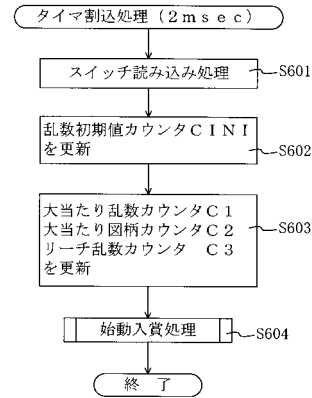 タイマ割込処理（２ｍｓｅｃ）
スイッチ読み込み処理
S601
乱数初期値カウンタＣＩＮＩ
を更新
S602
大当たり乱数カウンタＣ１
大当たり図柄カウンタＣ２
リーチ乱数カウンタ　Ｃ３
を更新
S603
始動入賞処理
S604
終　了